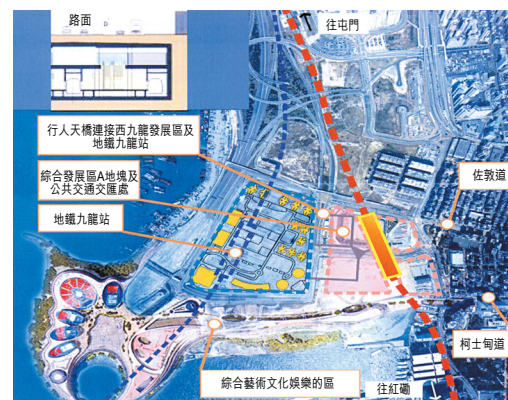 路面
往屯門
行人天橋連接西九龍發展區及
地鐵九龍站
綜合發展區A地塊及
公共交通交匯處
地鐵九龍站
佐敦道
柯士甸道
綜合藝術文化娛樂的區
往紅磡